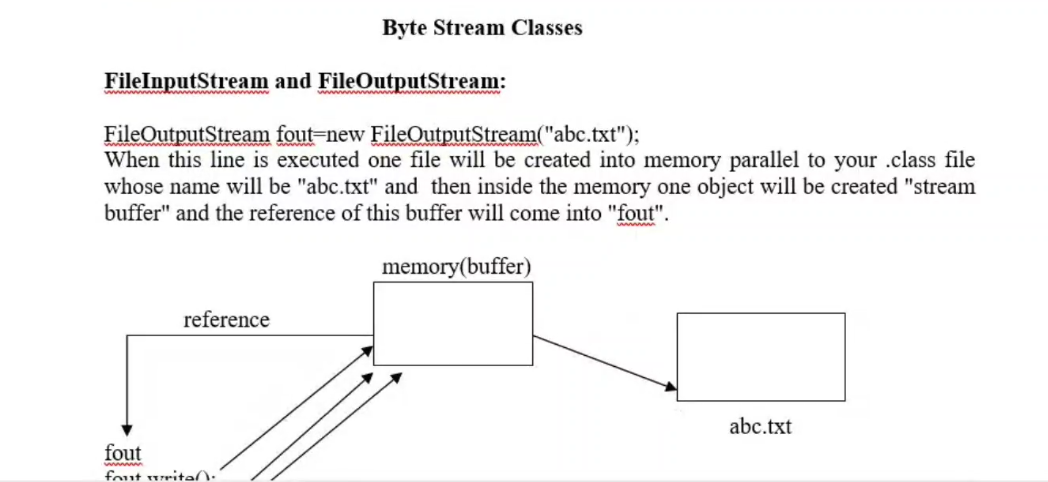 Byte Stream Classes
FileInputStream and FileOutputStream:
FileOutputStream fout=new FileOutputStream("abc.txt");
When this line is executed one file will be created into memory parallel to your .class file
whose name will be "abc.txt" and then inside the memory one object will be created "stream
buffer" and the reference of this buffer will come into "fout".
memory(buffer)
reference
abc.txt
fout
fout.write();